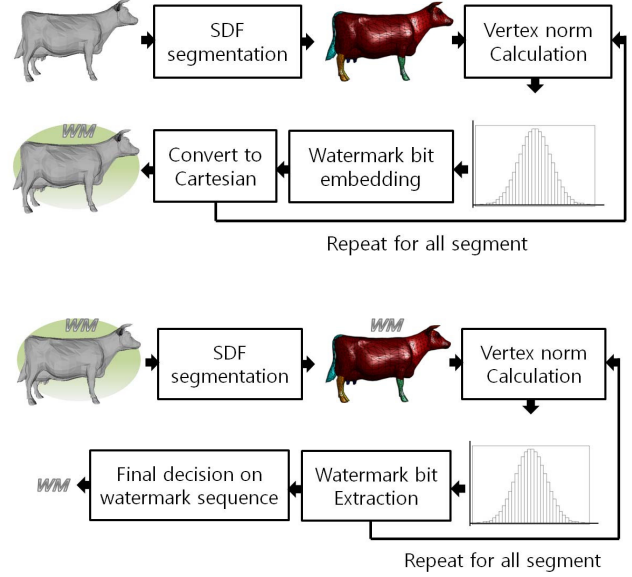 SDF
segmentation
Vertex norm
Calculation
WM
Convert to
Cartesian
Watermark bit
embedding
Repeat for all segment
WM
SDF
segmentation
WM
Vertex norm
Calculation
WM
Final decision on
watermark sequence
Watermark bit
Extraction
Repeat for all segment